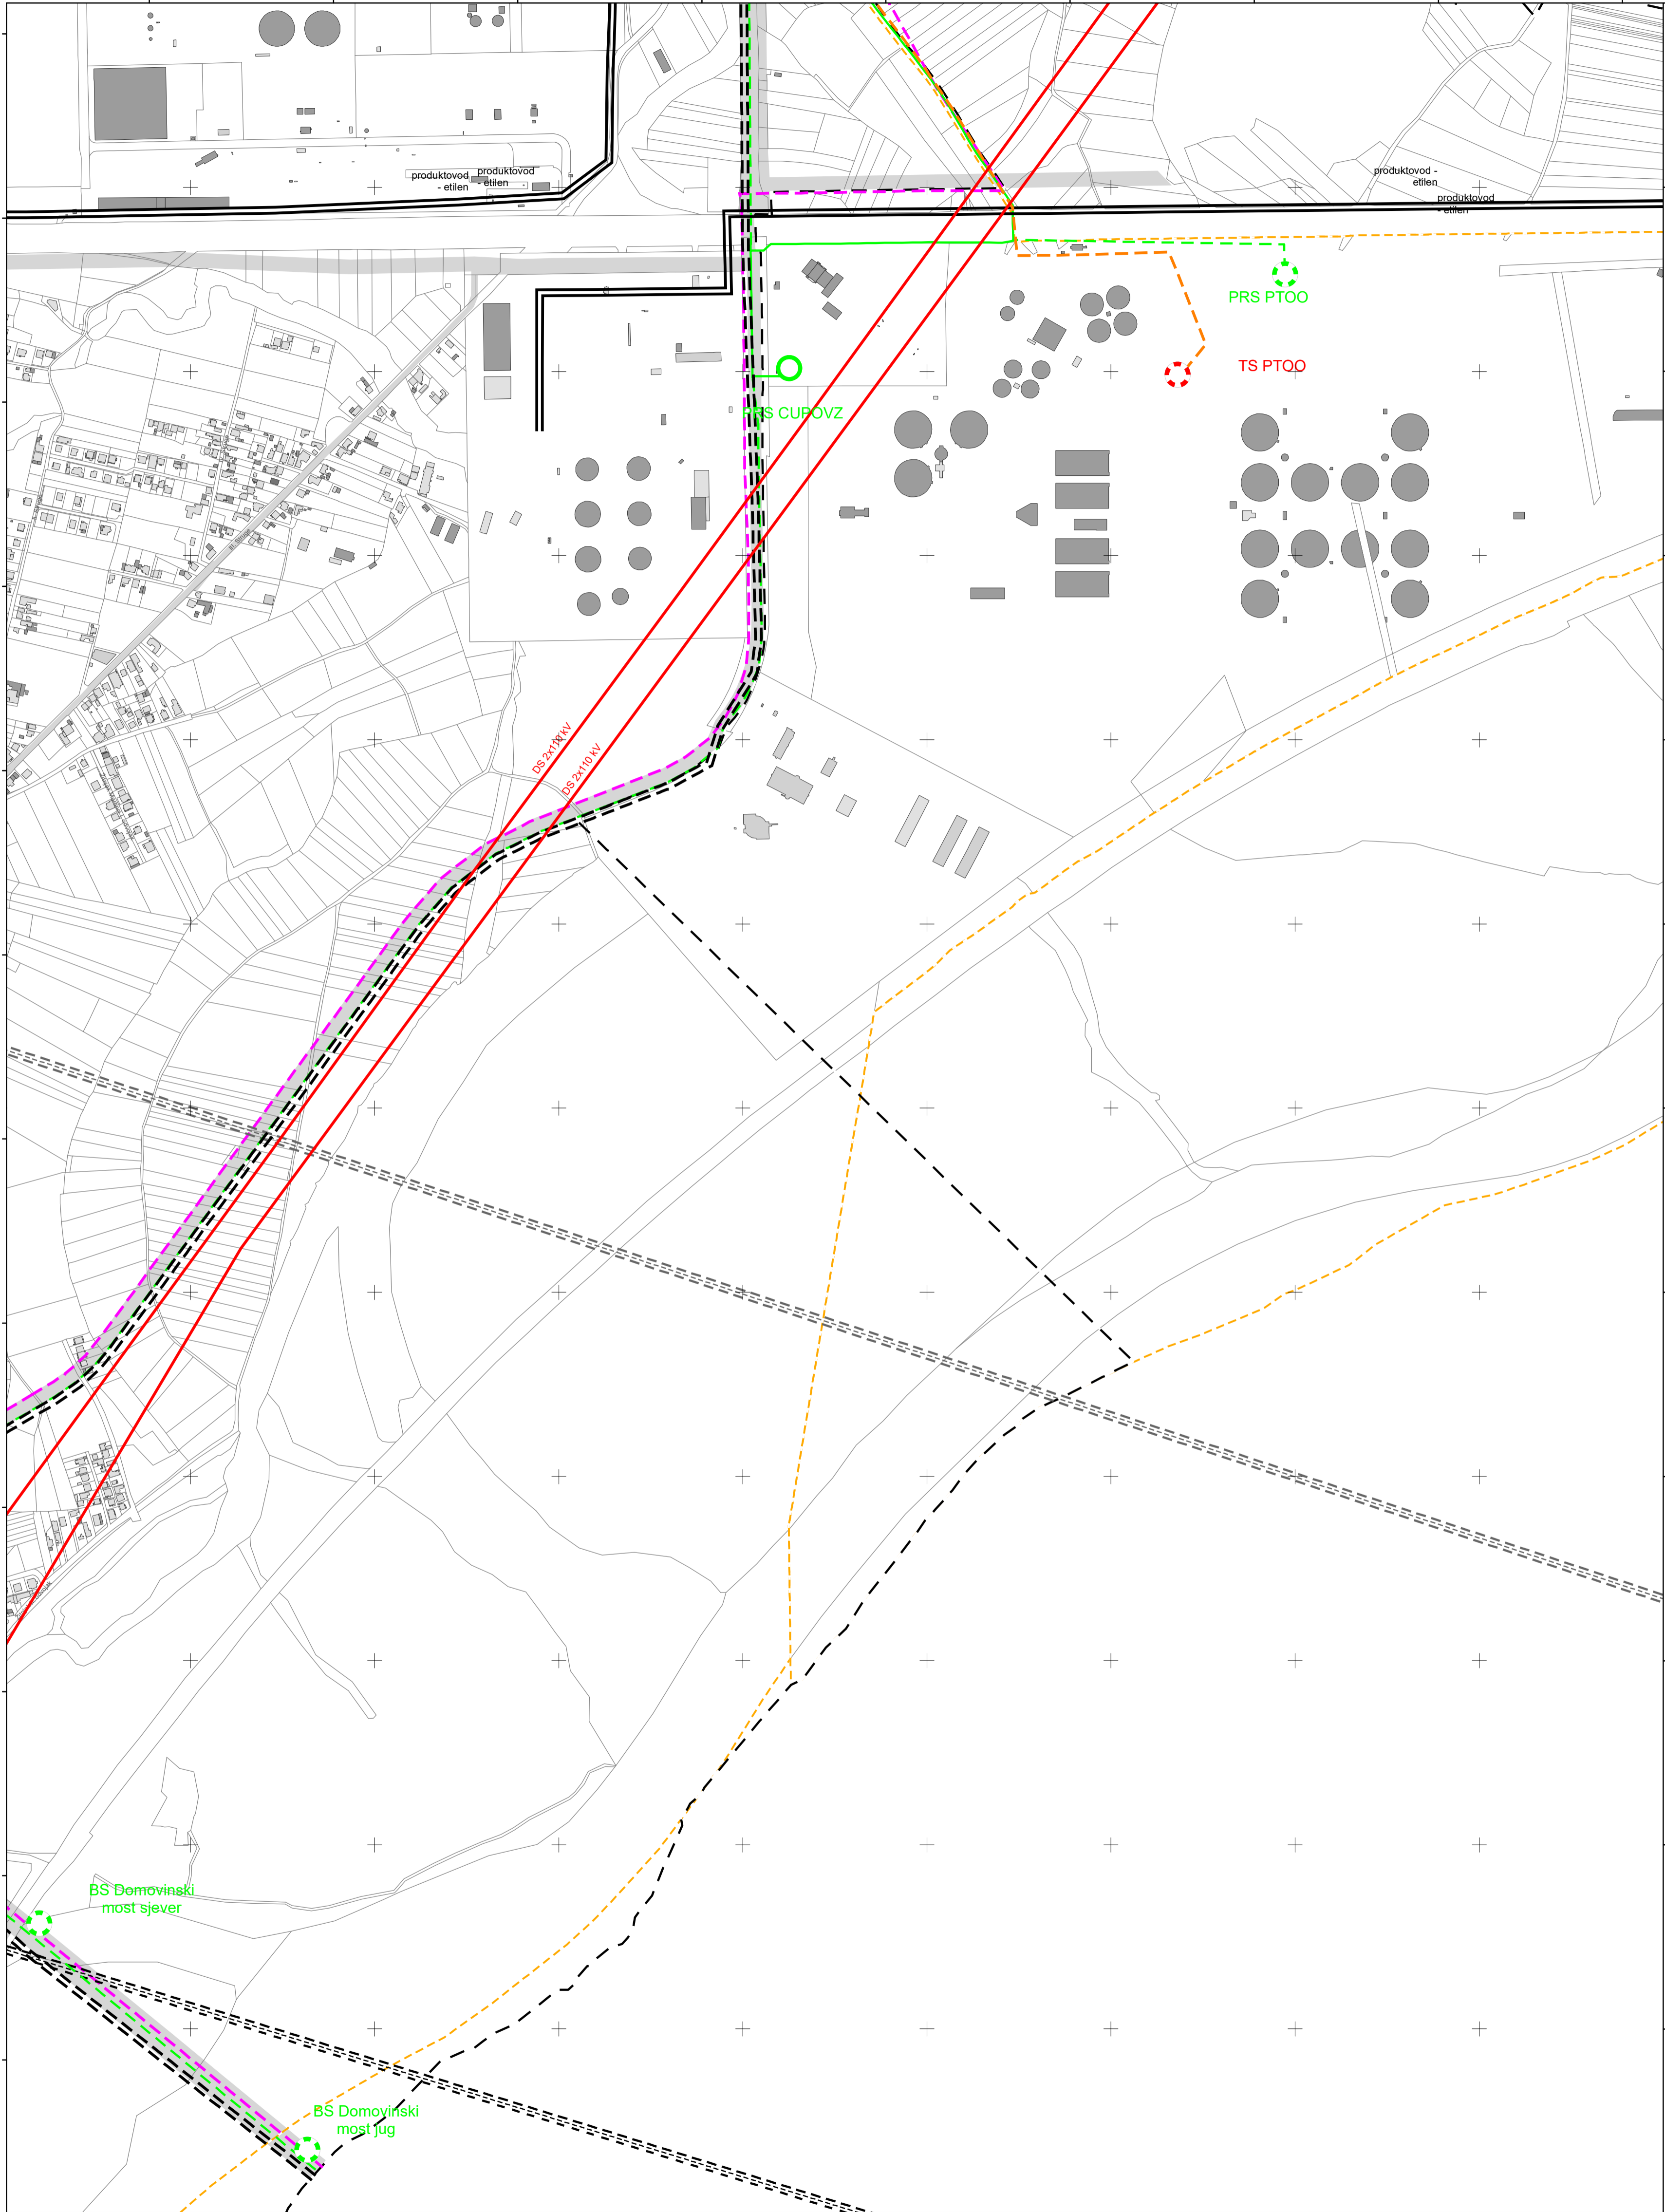 produktovod
- etilen
produktovod
- etilen
produktovod -
etilen
produktovod
- etilen
PRS PTOO
TS PTOO
PRS CUPOVZ
DS 2x110 kV
DS 2x110 kV
BS Domovinski
most sjever
BS Domovinski
most jug